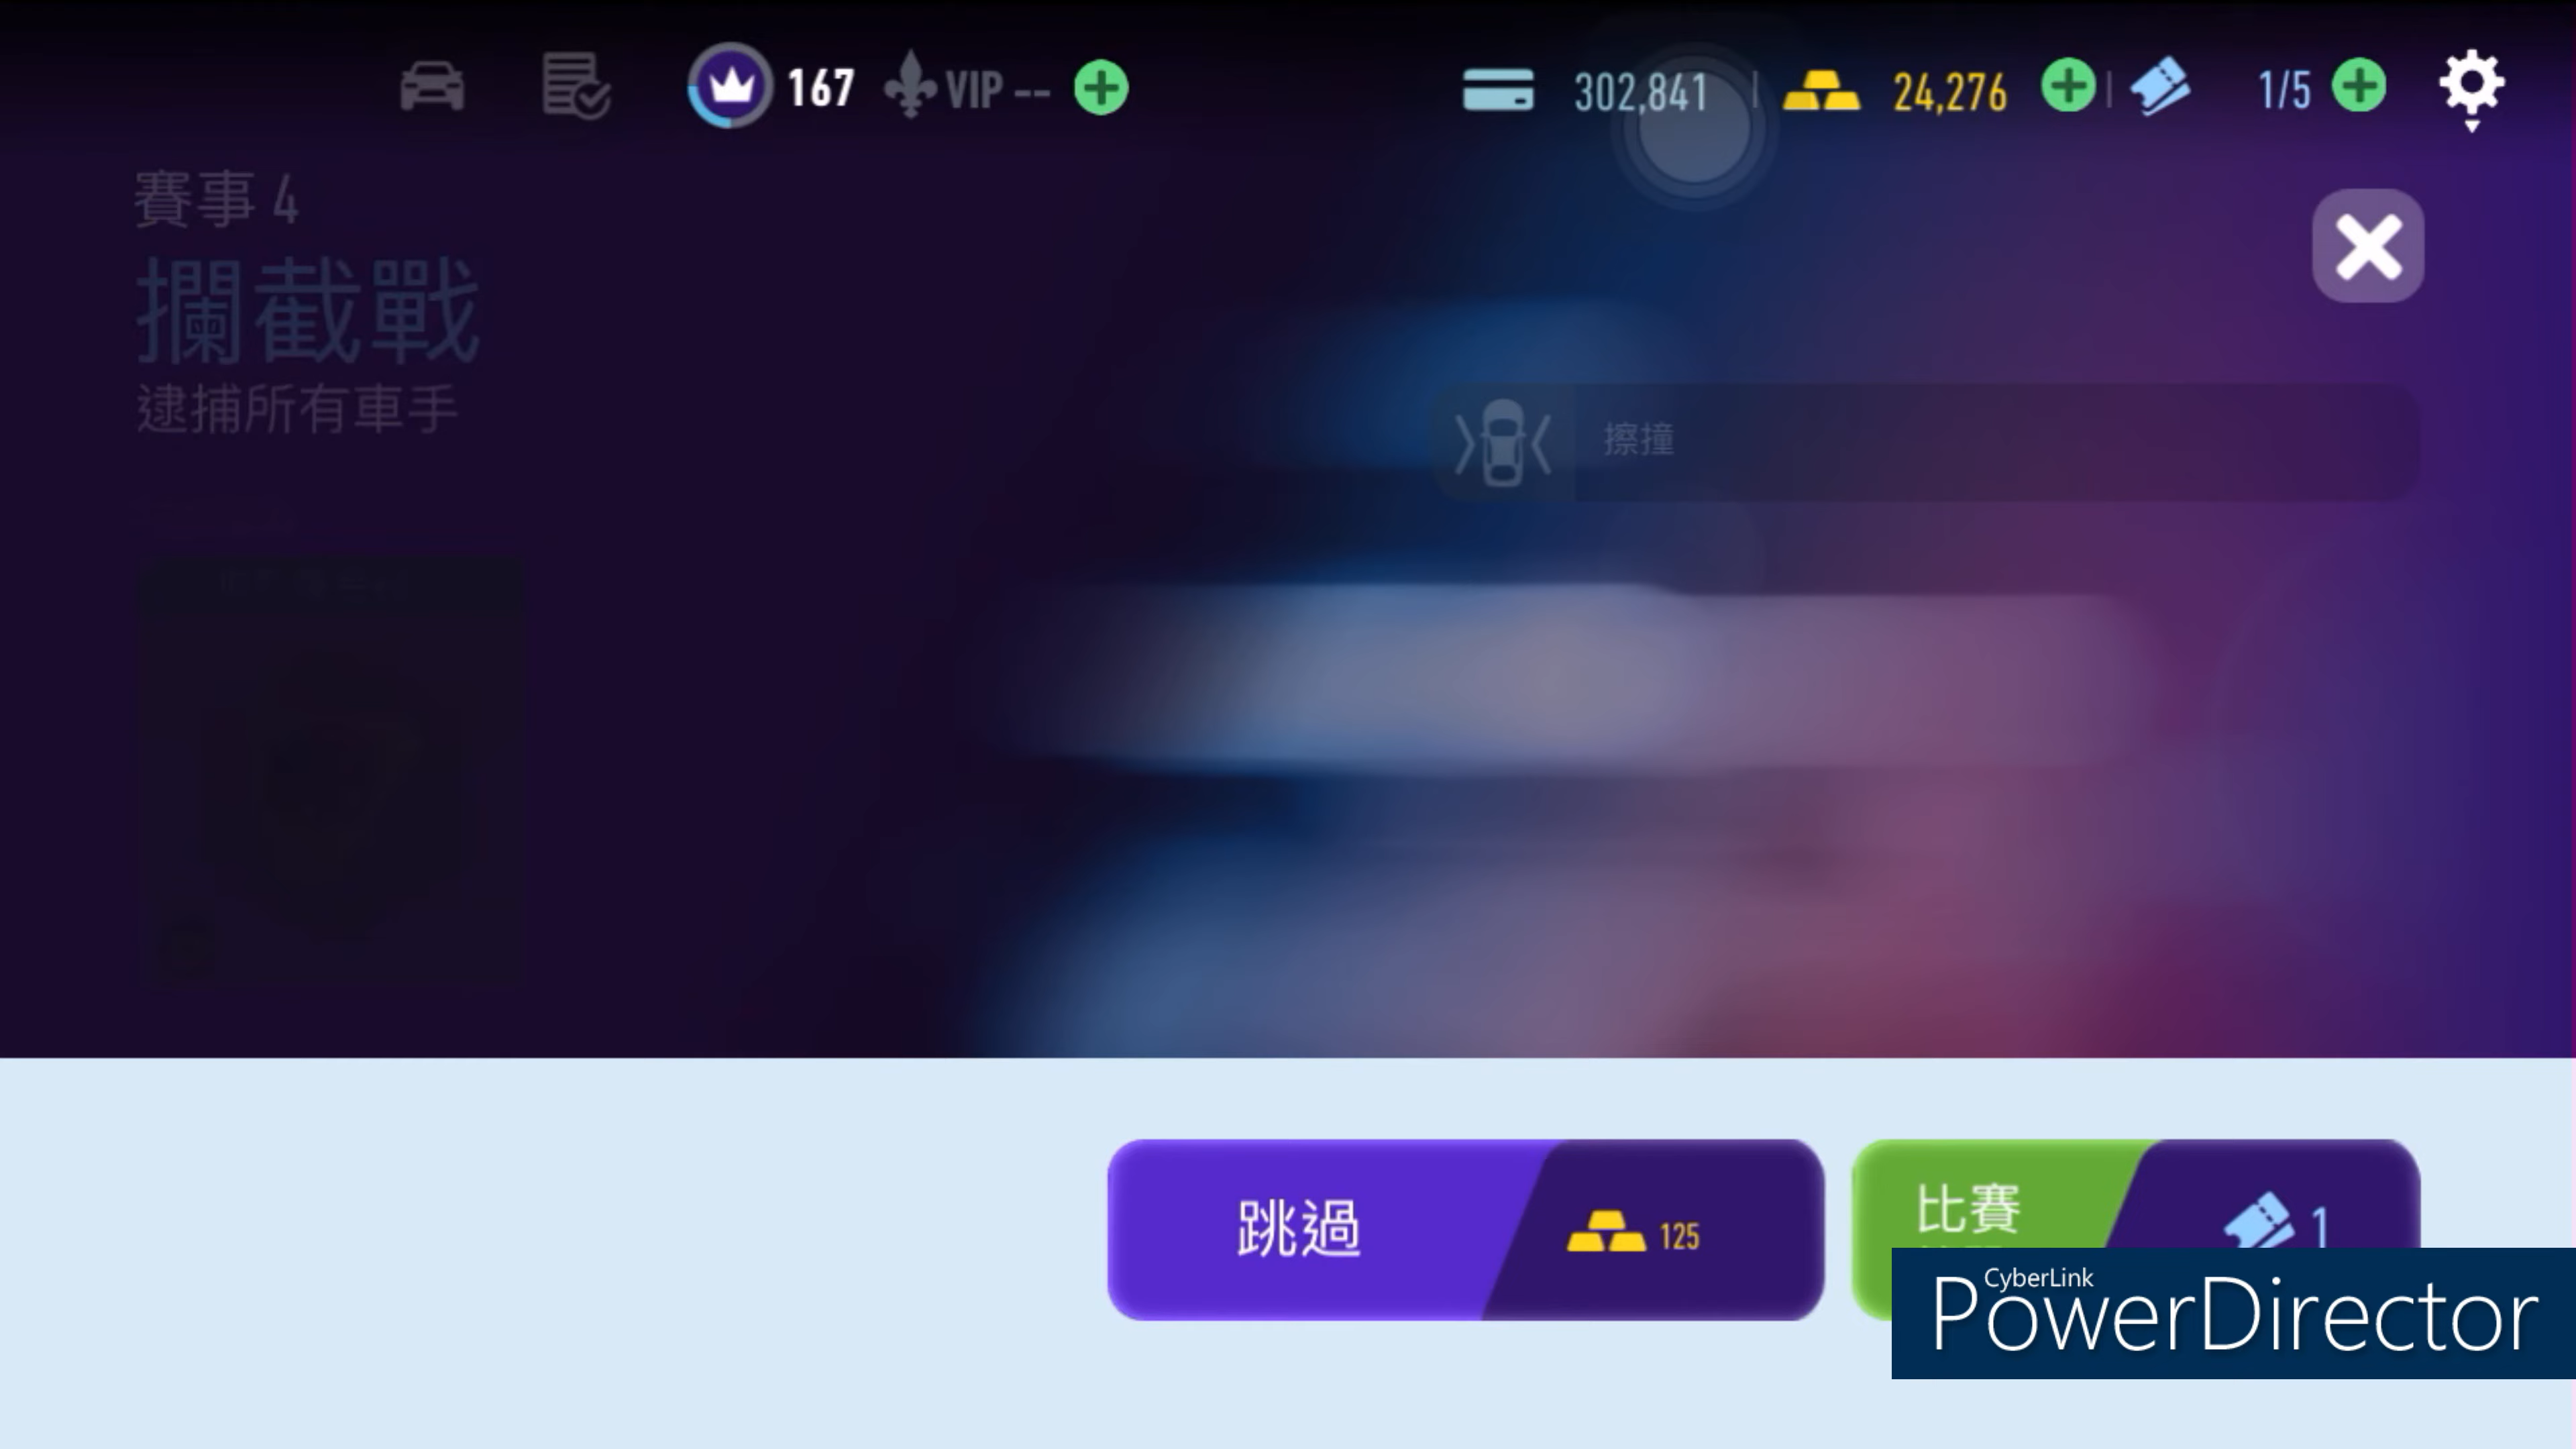 167 VIP -- 302,841 24,276 1/5
賽事 4
攔截戰
逮捕所有車手
擦撞
跳過 125
比賽 1
CyberLink
PowerDirector